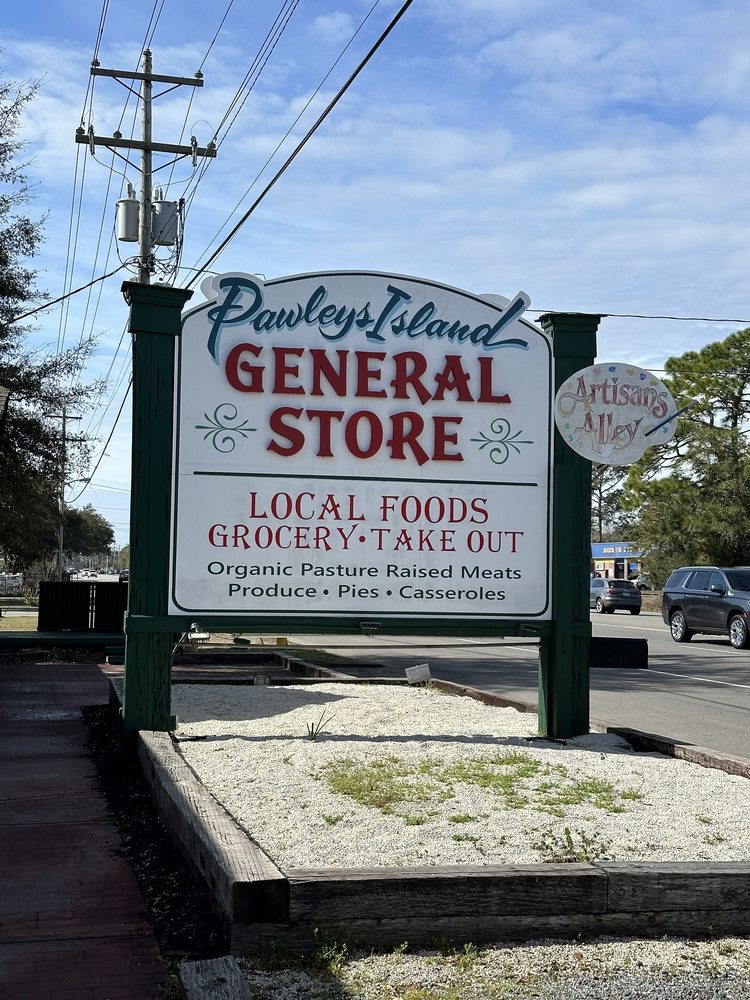 Pawleys Island
GENERAL
STORE
LOCAL FOODS
GROCERY • TAKE OUT
Organic Pasture Raised Meats
Produce • Pies • Casseroles
Artisans
Alley